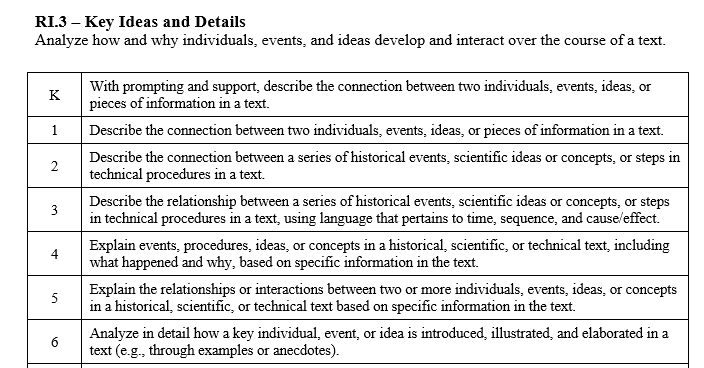 RI.3 – Key Ideas and Details
Analyze how and why individuals, events, and ideas develop and interact over the course of a text.
K
With prompting and support, describe the connection between two individuals, events, ideas, or
pieces of information in a text.
1
Describe the connection between two individuals, events, ideas, or pieces of information in a text.
2
Describe the connection between a series of historical events, scientific ideas or concepts, or steps in
technical procedures in a text.
3
Describe the relationship between a series of historical events, scientific ideas or concepts, or steps
in technical procedures in a text, using language that pertains to time, sequence, and cause/effect.
4
Explain events, procedures, ideas, or concepts in a historical, scientific, or technical text, including
what happened and why, based on specific information in the text.
5
Explain the relationships or interactions between two or more individuals, events, ideas, or concepts
in a historical, scientific, or technical text based on specific information in the text.
6
Analyze in detail how a key individual, event, or idea is introduced, illustrated, and elaborated in a
text (e.g., through examples or anecdotes).